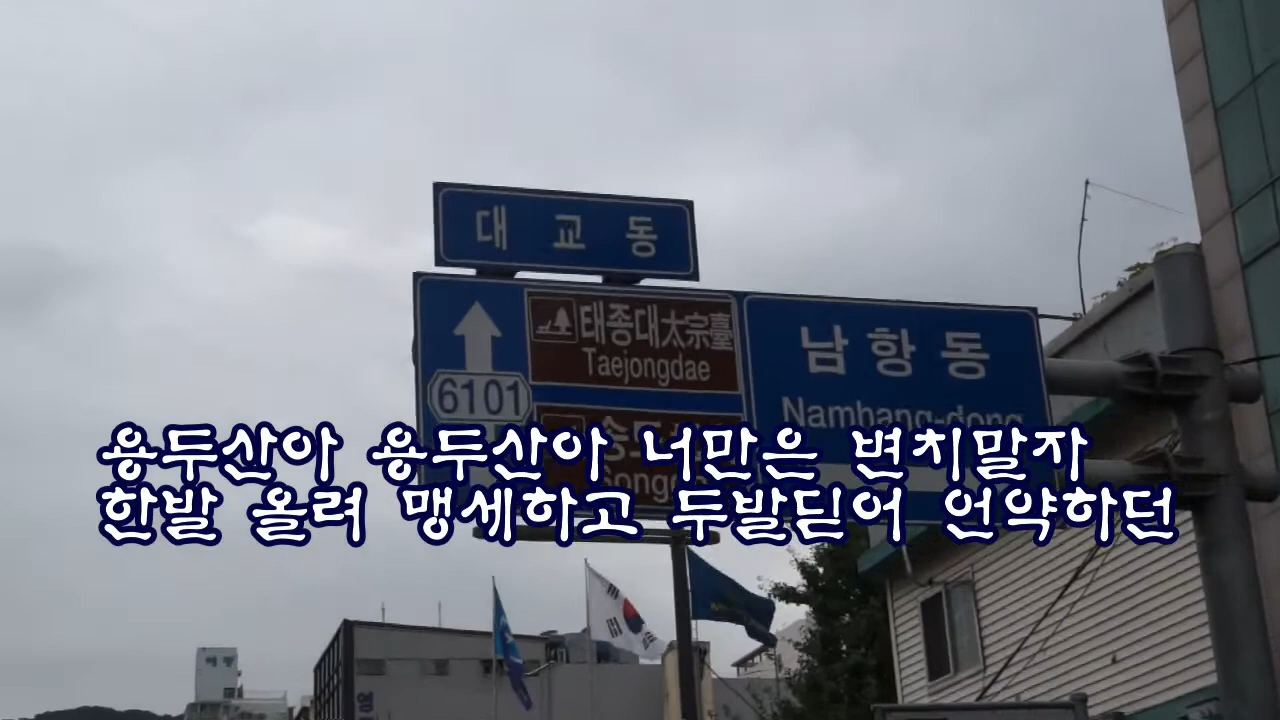 대교동
태종대太宗臺
Taejongdae
6101
남항동
Namhang-dong
용두산아 용두산아 너만은 변치말자
한발 올려 맹세하고 두발딛어 언약하던